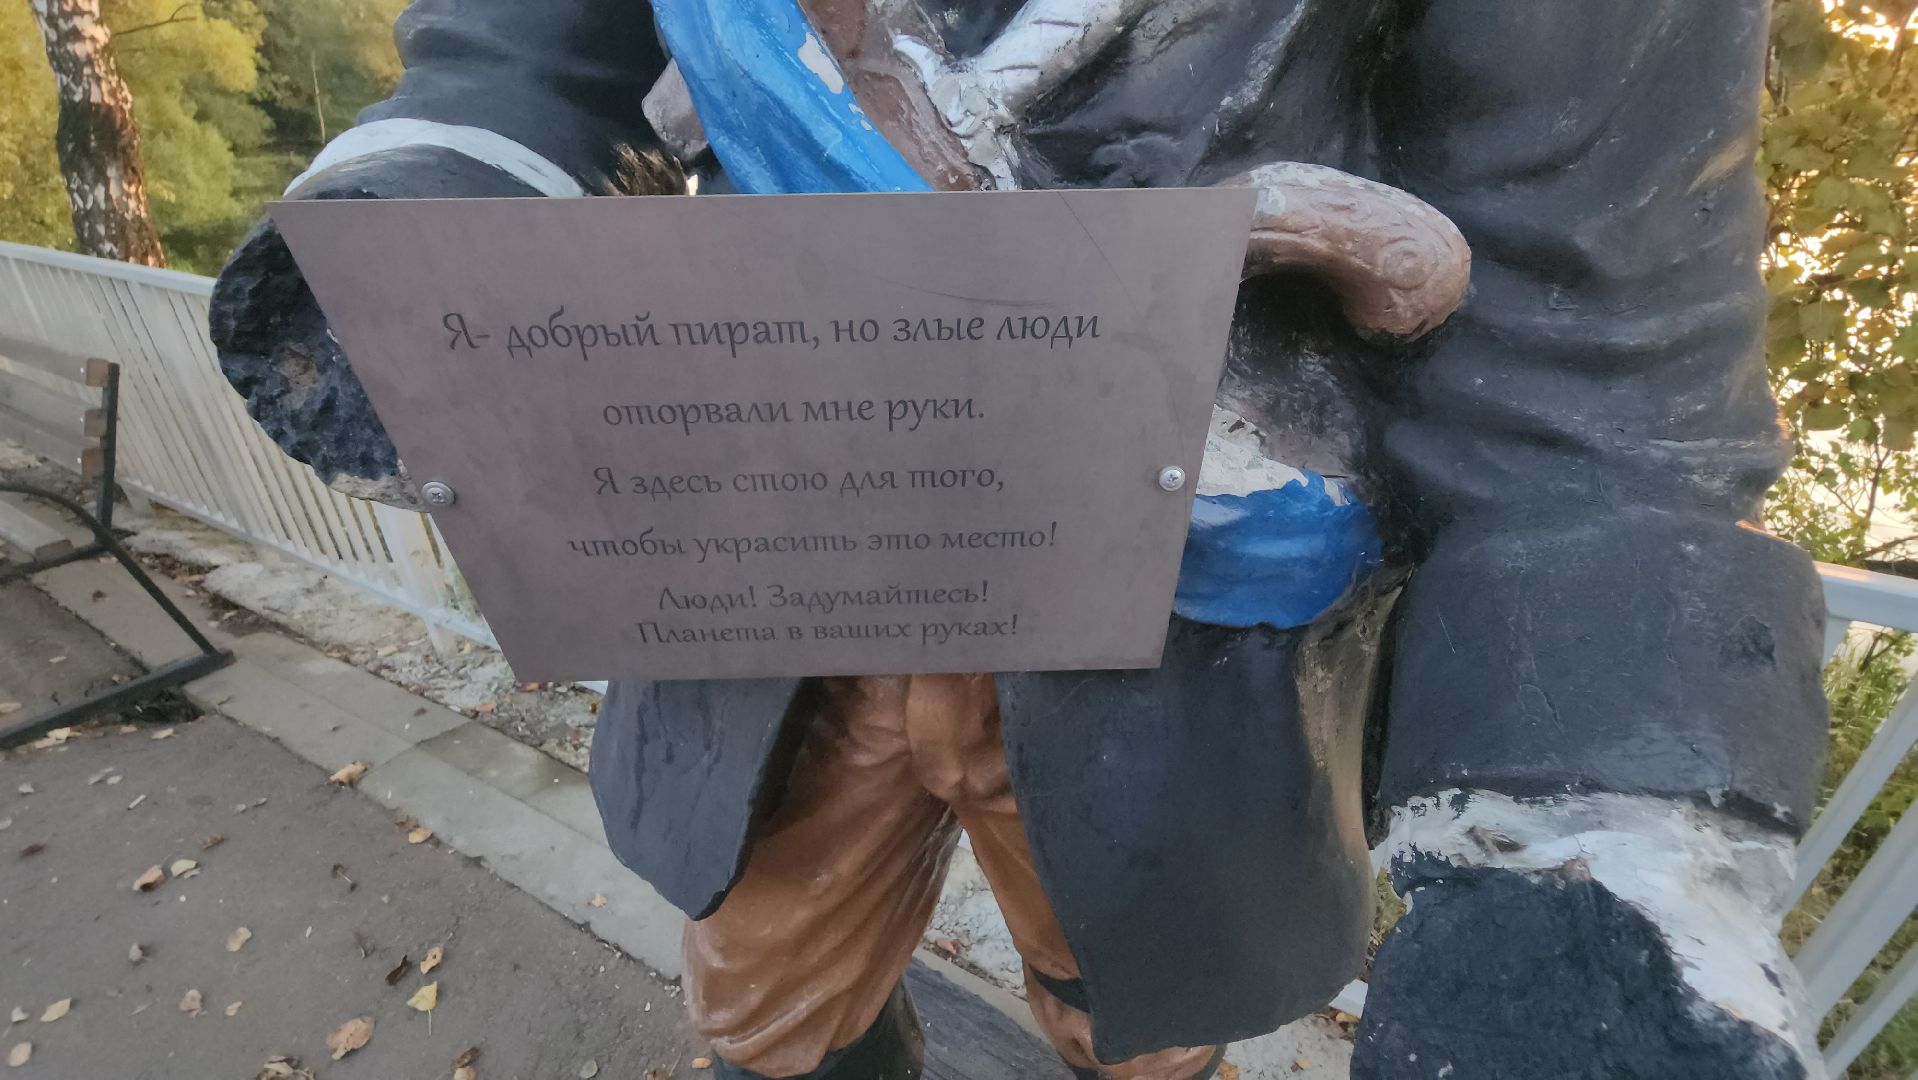 Я- добрый пират, но злые люди
оторвали мне руки.
Я здесь стою для того,
чтобы украсить это место!
Люди! Задумайтесь!
Планета в ваших руках!